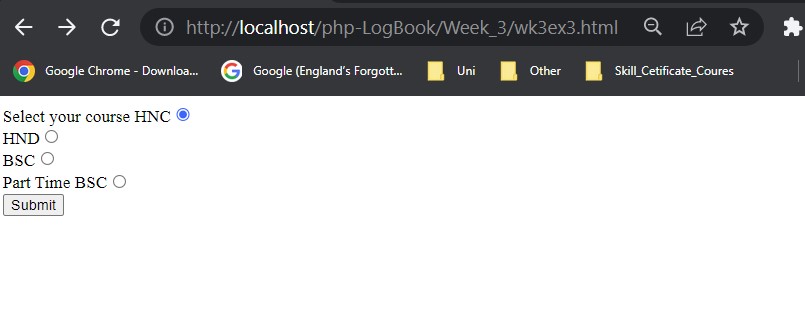 http://localhost/php-LogBook/Week_3/wk3ex3.html
Google Chrome - Downloa... Google (England's Forgott... Uni Other Skill_Cetificate_Coures
Select your course HNC
HND
BSC
Part Time BSC
Submit